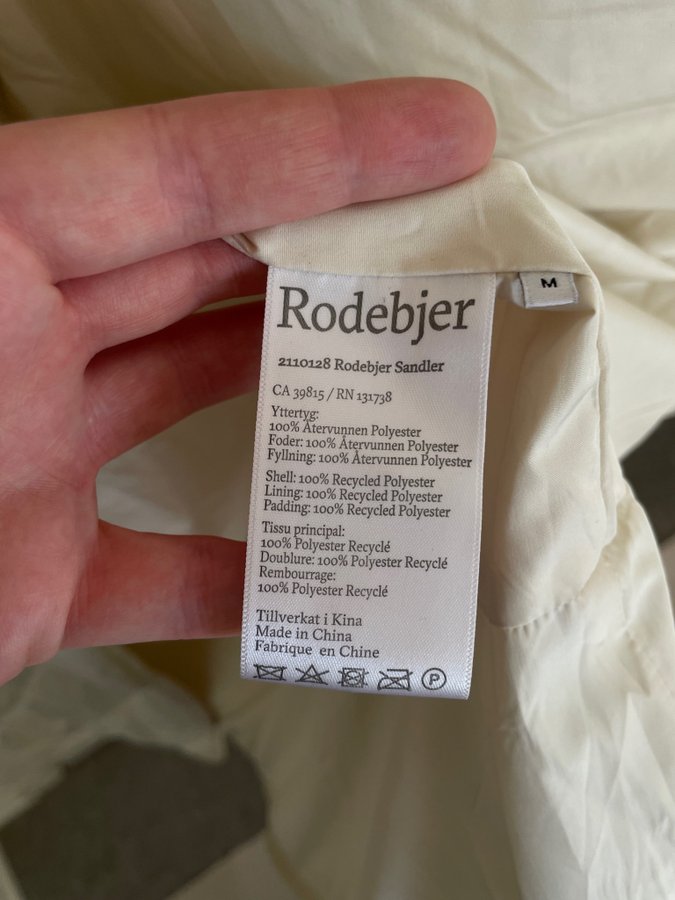 Rodebjer
M
2110128 Rodebjer Sandler
CA 39815 / RN 131738
Yttertyg:
100% Återvunnen Polyester
Foder: 100% Återvunnen Polyester
Fyllning: 100% Återvunnen Polyester
Shell: 100% Recycled Polyester
Lining: 100% Recycled Polyester
Padding: 100% Recycled Polyester
Tissu principal:
100% Polyester Recyclé
Doublure: 100% Polyester Recyclé
Rembourrage:
100% Polyester Recyclé
Tillverkat i Kina
Made in China
Fabrique en Chine
P